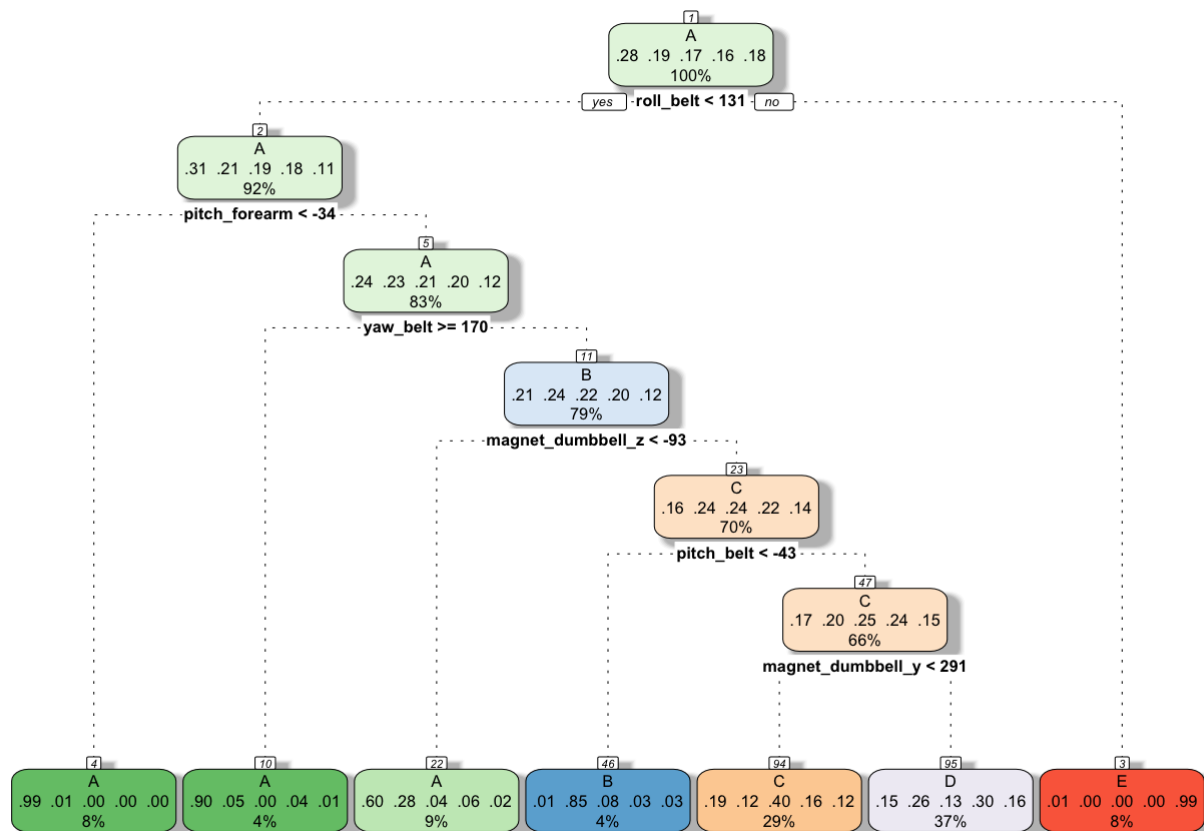 1
A
.28 .19 .17 .16 .18
100%
yes roll_belt < 131 no
2
A
.31 .21 .19 .18 .11
92%
pitch_forearm < -34
5
A
.24 .23 .21 .20 .12
83%
yaw_belt >= 170
11
B
.21 .24 .22 .20 .12
79%
magnet_dumbbell_z < -93
23
C
.16 .24 .24 .22 .14
70%
pitch_belt < -43
47
C
.17 .20 .25 .24 .15
66%
magnet_dumbbell_y < 291
4
A
.99 .01 .00 .00 .00
8%
10
A
.90 .05 .00 .04 .01
4%
22
A
.60 .28 .04 .06 .02
9%
46
B
.01 .85 .08 .03 .03
4%
94
C
.19 .12 .40 .16 .12
29%
95
D
.15 .26 .13 .30 .16
37%
3
E
.01 .00 .00 .00 .99
8%